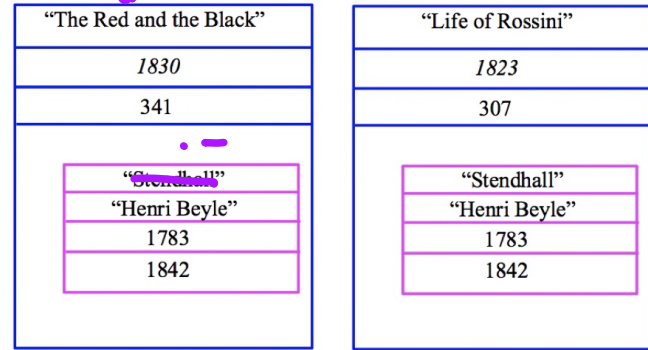 “The Red and the Black”
1830
341
“Stendhall”
“Henri Beyle”
1783
1842
“Life of Rossini”
1823
307
“Stendhall”
“Henri Beyle”
1783
1842